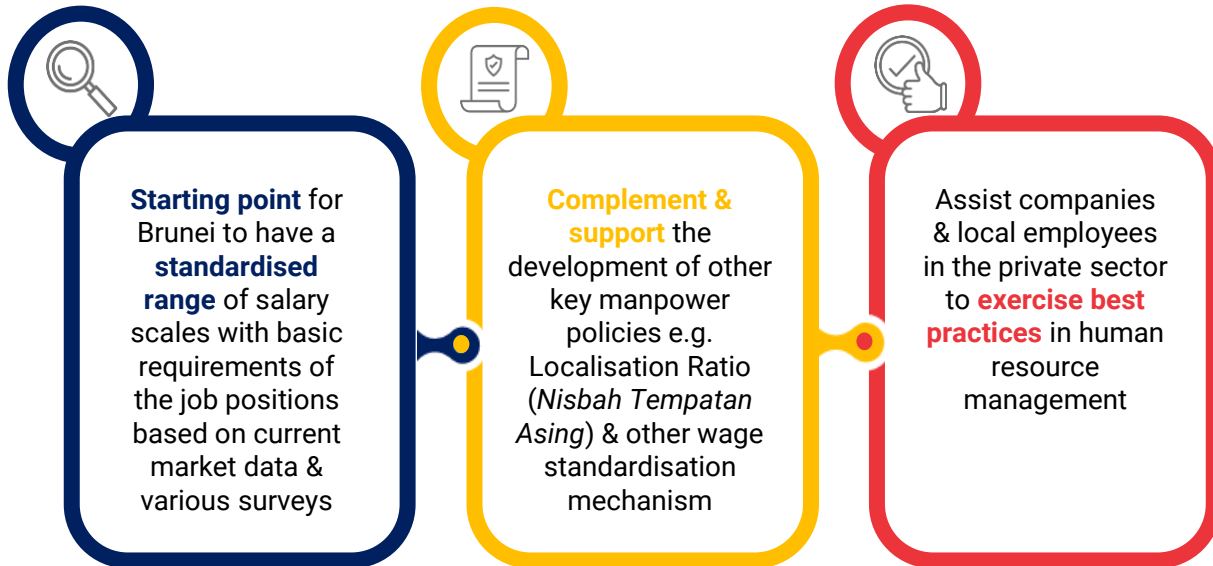 Starting point for
Brunei to have a
standardised
range of salary
scales with basic
requirements of
the job positions
based on current
market data &
various surveys
Complement &
support the
development of other
key manpower
policies e.g.
Localisation Ratio
(Nisbah Tempatan
Asing) & other wage
standardisation
mechanism
Assist companies
& local employees
in the private sector
to exercise best
practices in human
resource
management